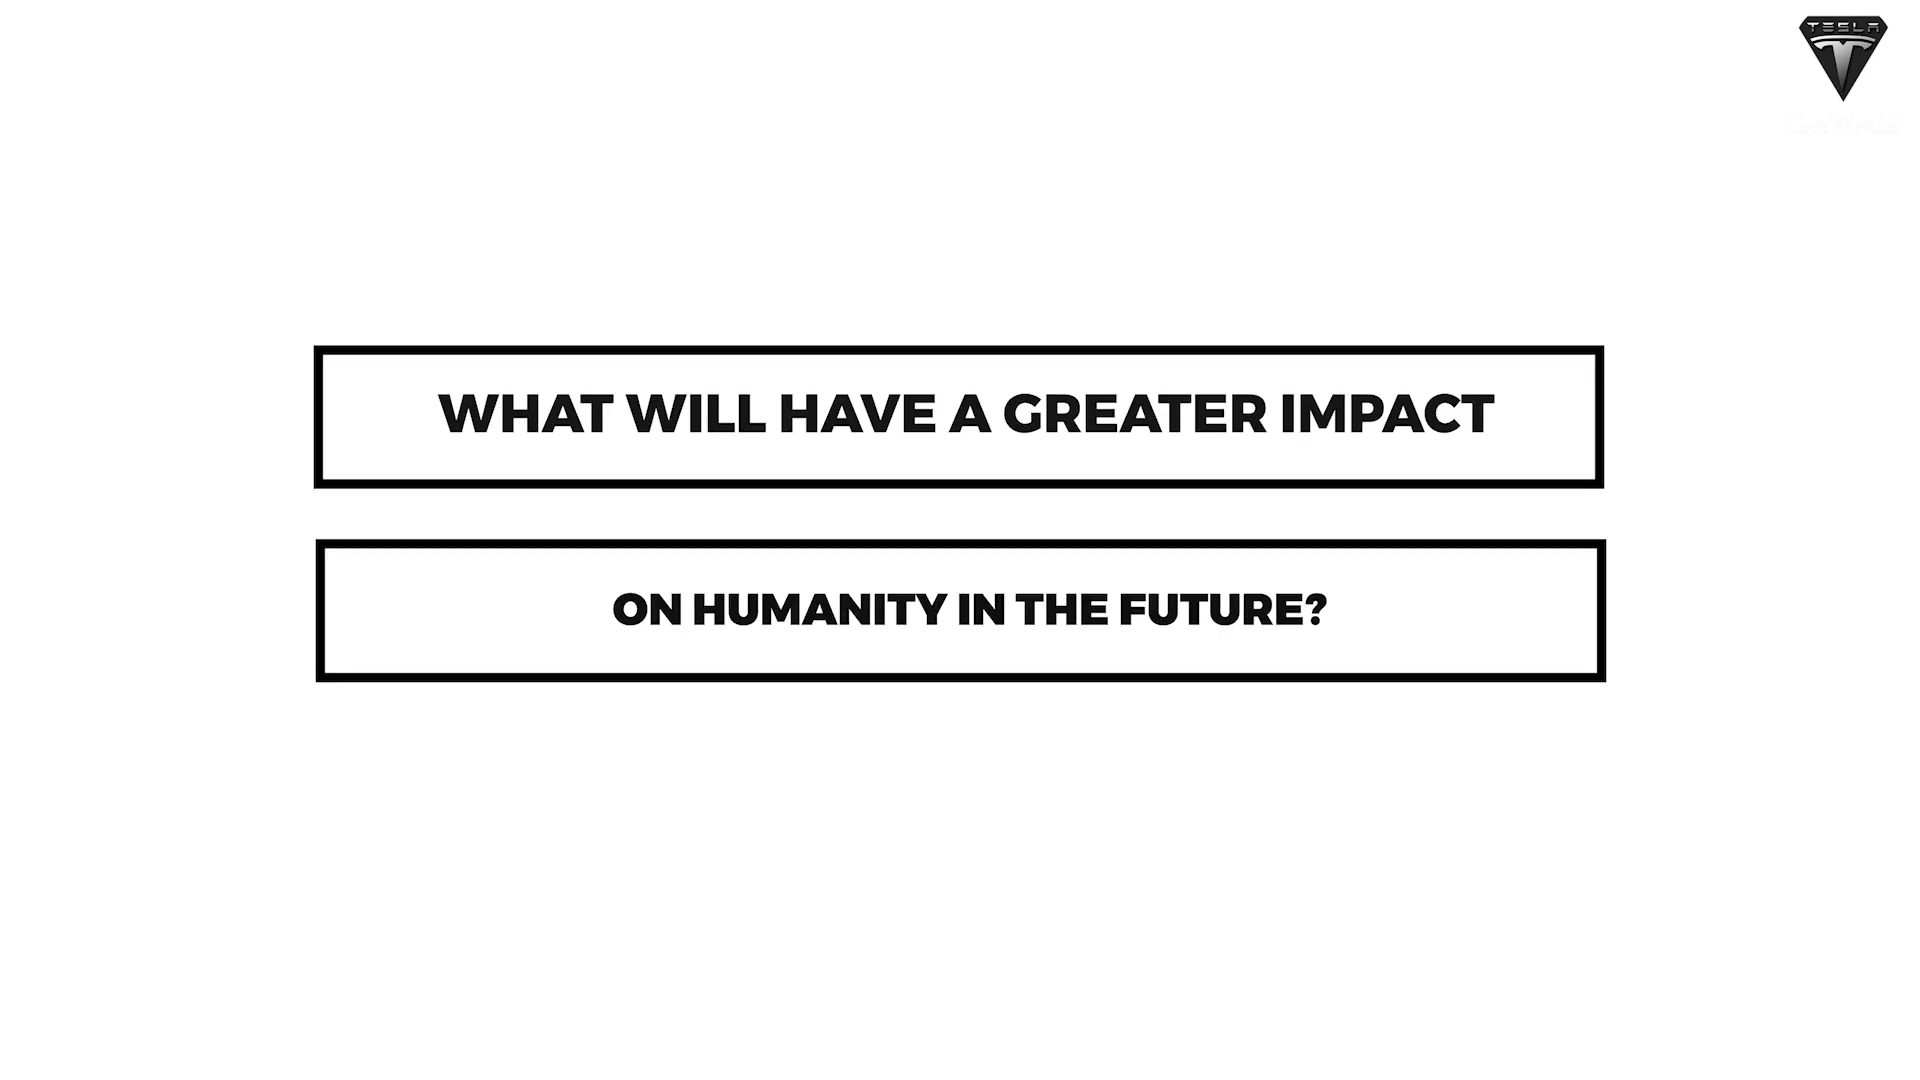 TESLA
WHAT WILL HAVE A GREATER IMPACT
ON HUMANITY IN THE FUTURE?